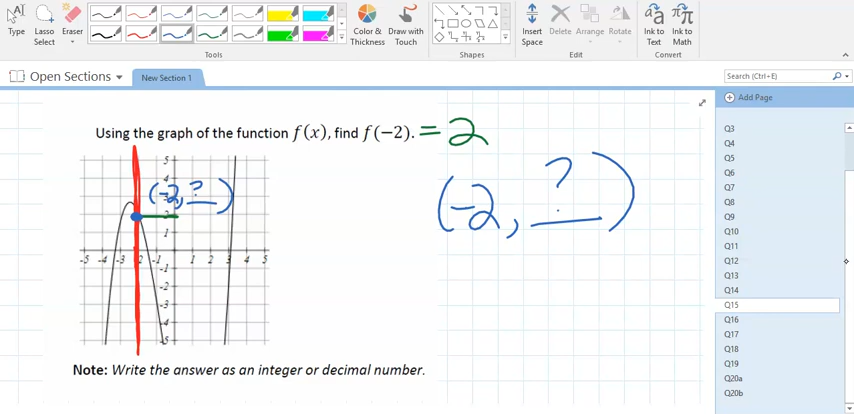 Type
Lasso Select
Eraser
Color & Thickness
Draw with Touch
Insert Space
Delete
Arrange
Rotate
Ink to Text
Ink to Math
Tools
Shapes
Edit
Convert
Open Sections
New Section 1
Search (Ctrl+E)
Add Page
Using the graph of the function f(x), find f(−2). = 2
(-2, ?)
(-2, ?)
5
4
3
2
1
-5 -4 -3 -2 -1 1 2 3 4 5
-1
-2
-3
-4
-5
Note: Write the answer as an integer or decimal number.
Q3
Q4
Q5
Q6
Q7
Q8
Q9
Q10
Q11
Q12
Q13
Q14
Q15
Q16
Q17
Q18
Q19
Q20a
Q20b